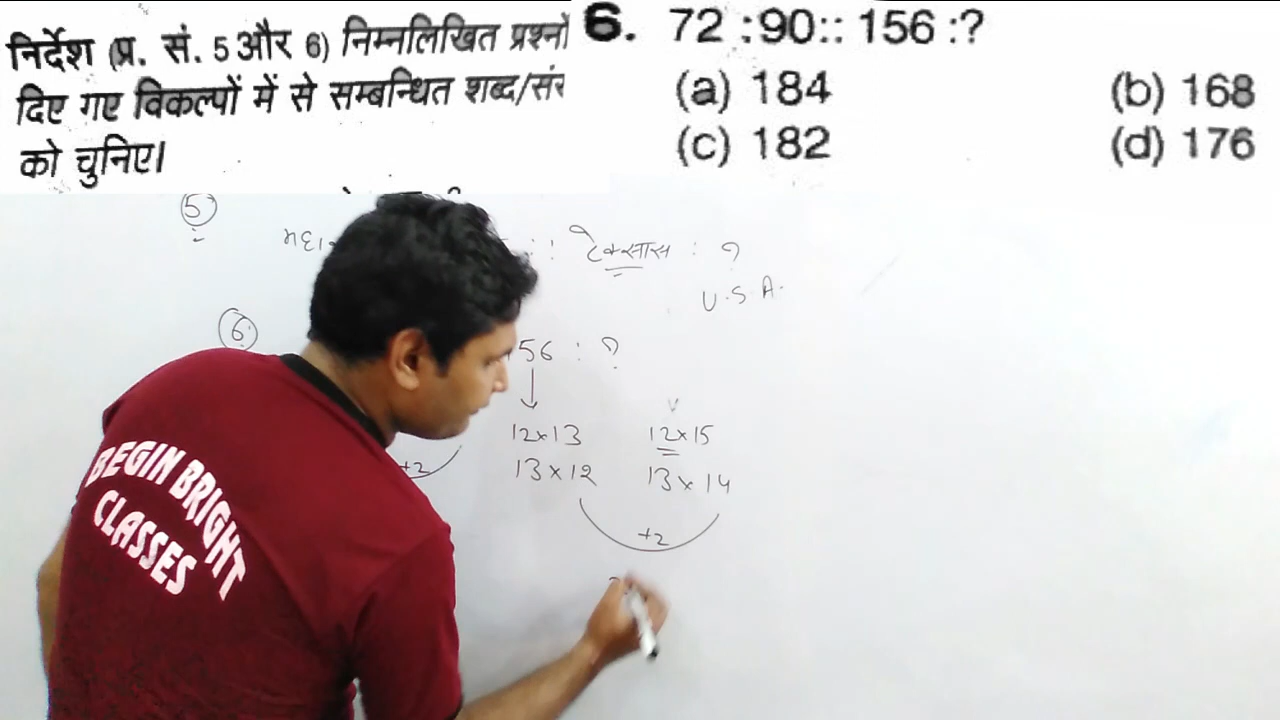 निर्देश (प्र. सं. 5 और 6) निम्नलिखित प्रश्नों
दिए गए विकल्पों में से सम्बन्धित शब्द/
को चुनिए।
6. 72 : 90 :: 156 : ?
(a) 184 (b) 168
(c) 182 (d) 176
5
: : टेक्सास : ?
U.S.A.
6
56 : ?
12×13 12×15
13×12 13×14
+2
+2
BEGIN BRIGHT
CLASSES